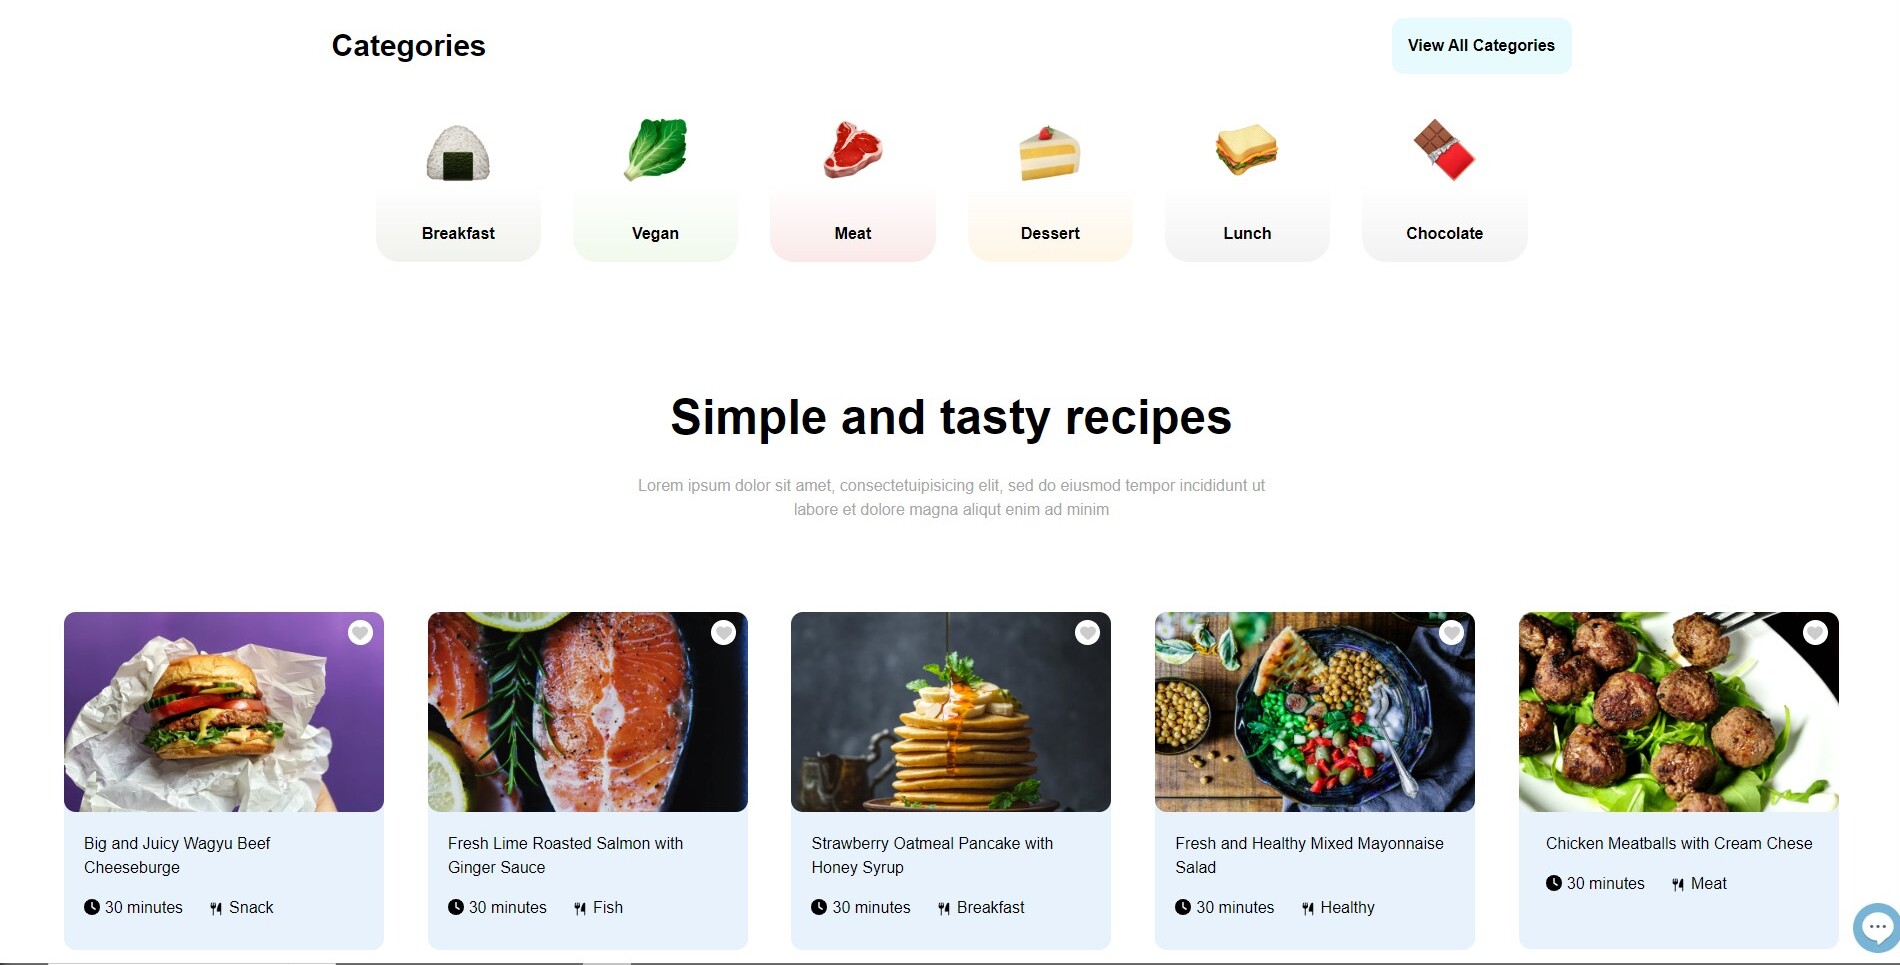 Categories
View All Categories
Breakfast
Vegan
Meat
Dessert
Lunch
Chocolate
Simple and tasty recipes
Lorem ipsum dolor sit amet, consectetuipisicing elit, sed do eiusmod tempor incididunt ut
labore et dolore magna aliqut enim ad minim
Big and Juicy Wagyu Beef
Cheeseburge
30 minutes
Snack
Fresh Lime Roasted Salmon with
Ginger Sauce
30 minutes
Fish
Strawberry Oatmeal Pancake with
Honey Syrup
30 minutes
Breakfast
Fresh and Healthy Mixed Mayonnaise
Salad
30 minutes
Healthy
Chicken Meatballs with Cream Chese
30 minutes
Meat